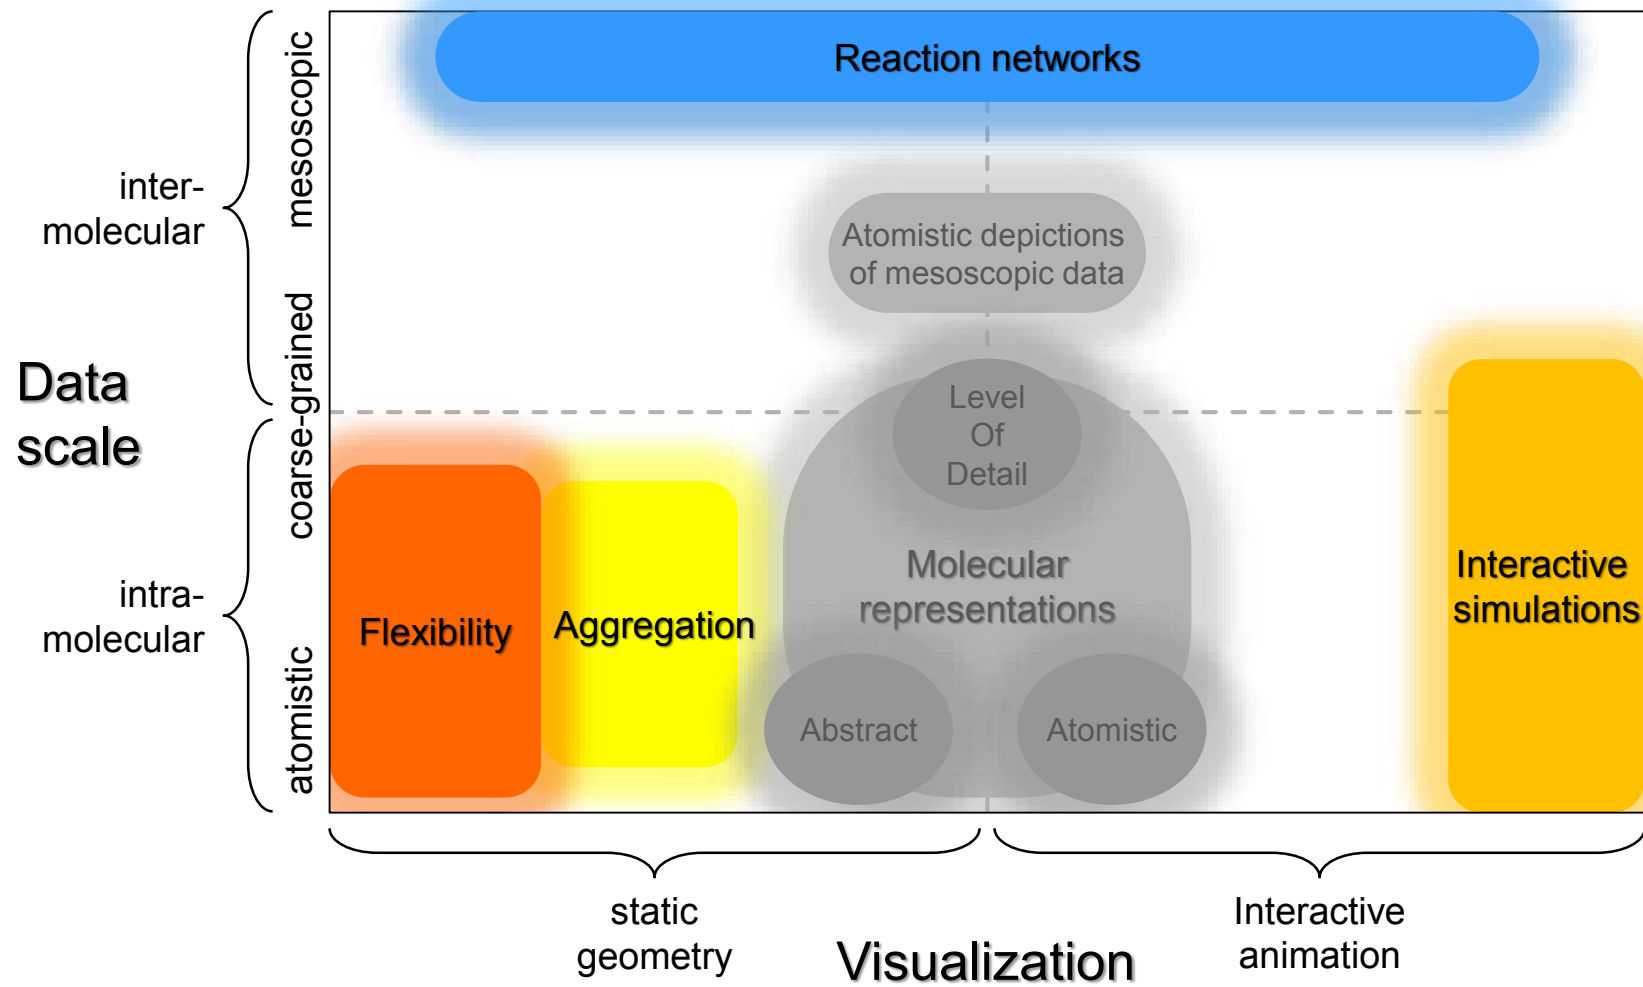 Reaction networks
mesoscopic
inter-
molecular
Atomistic depictions
of mesoscopic data
coarse-grained
Data
scale
Level
Of
Detail
Molecular
representations
Interactive
simulations
intra-
molecular
Flexibility
Aggregation
atomistic
Abstract
Atomistic
static
geometry
Interactive
animation
Visualization